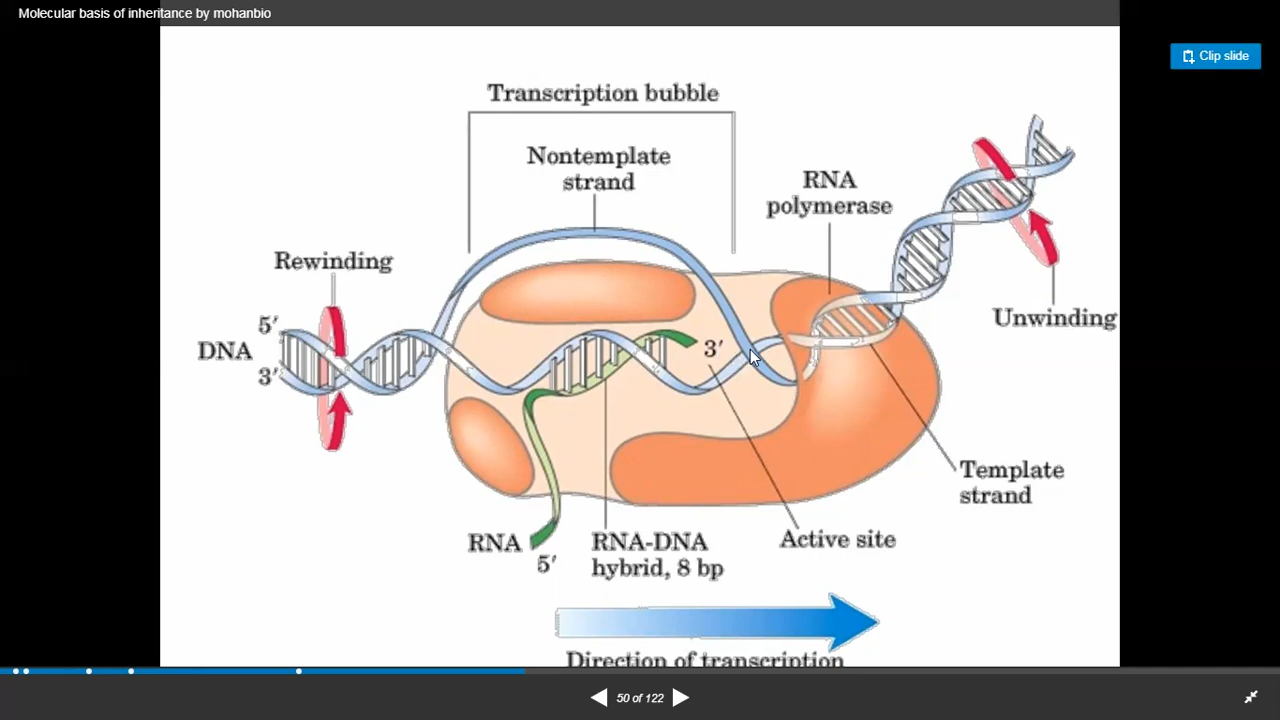 Molecular basis of inheritance by mohanbio
Clip slide
Transcription bubble
Nontemplate
strand
RNA
polymerase
Rewinding
Unwinding
5′
DNA
3′
3′
Template
strand
RNA
5′
RNA-DNA
hybrid, 8 bp
Active site
Direction of transcription
50 of 122